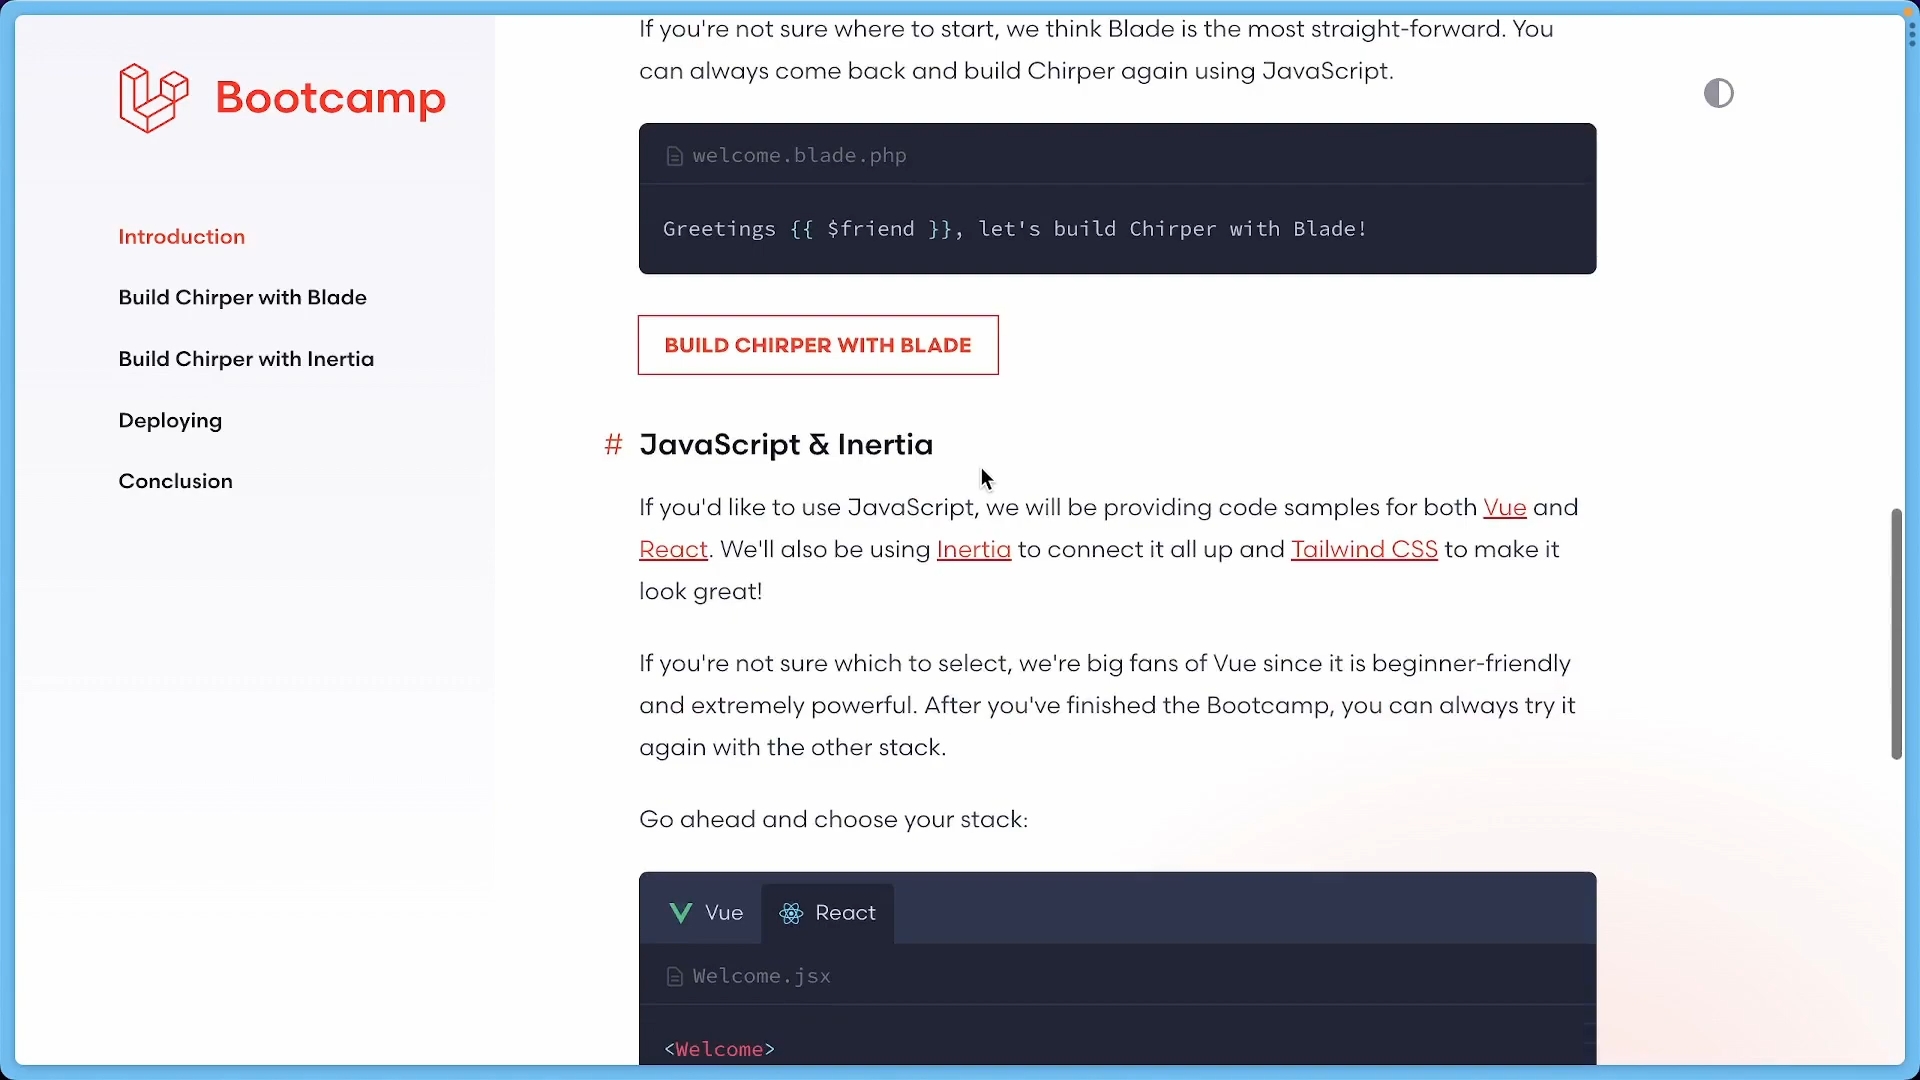 Bootcamp
Introduction
Build Chirper with Blade
Build Chirper with Inertia
Deploying
Conclusion
If you're not sure where to start, we think Blade is the most straight-forward. You
can always come back and build Chirper again using JavaScript.
welcome.blade.php
Greetings {{ $friend }}, let's build Chirper with Blade!
BUILD CHIRPER WITH BLADE
# JavaScript & Inertia
If you'd like to use JavaScript, we will be providing code samples for both Vue and
React. We'll also be using Inertia to connect it all up and Tailwind CSS to make it
look great!
If you're not sure which to select, we're big fans of Vue since it is beginner-friendly
and extremely powerful. After you've finished the Bootcamp, you can always try it
again with the other stack.
Go ahead and choose your stack:
Vue React
Welcome.jsx
<Welcome>